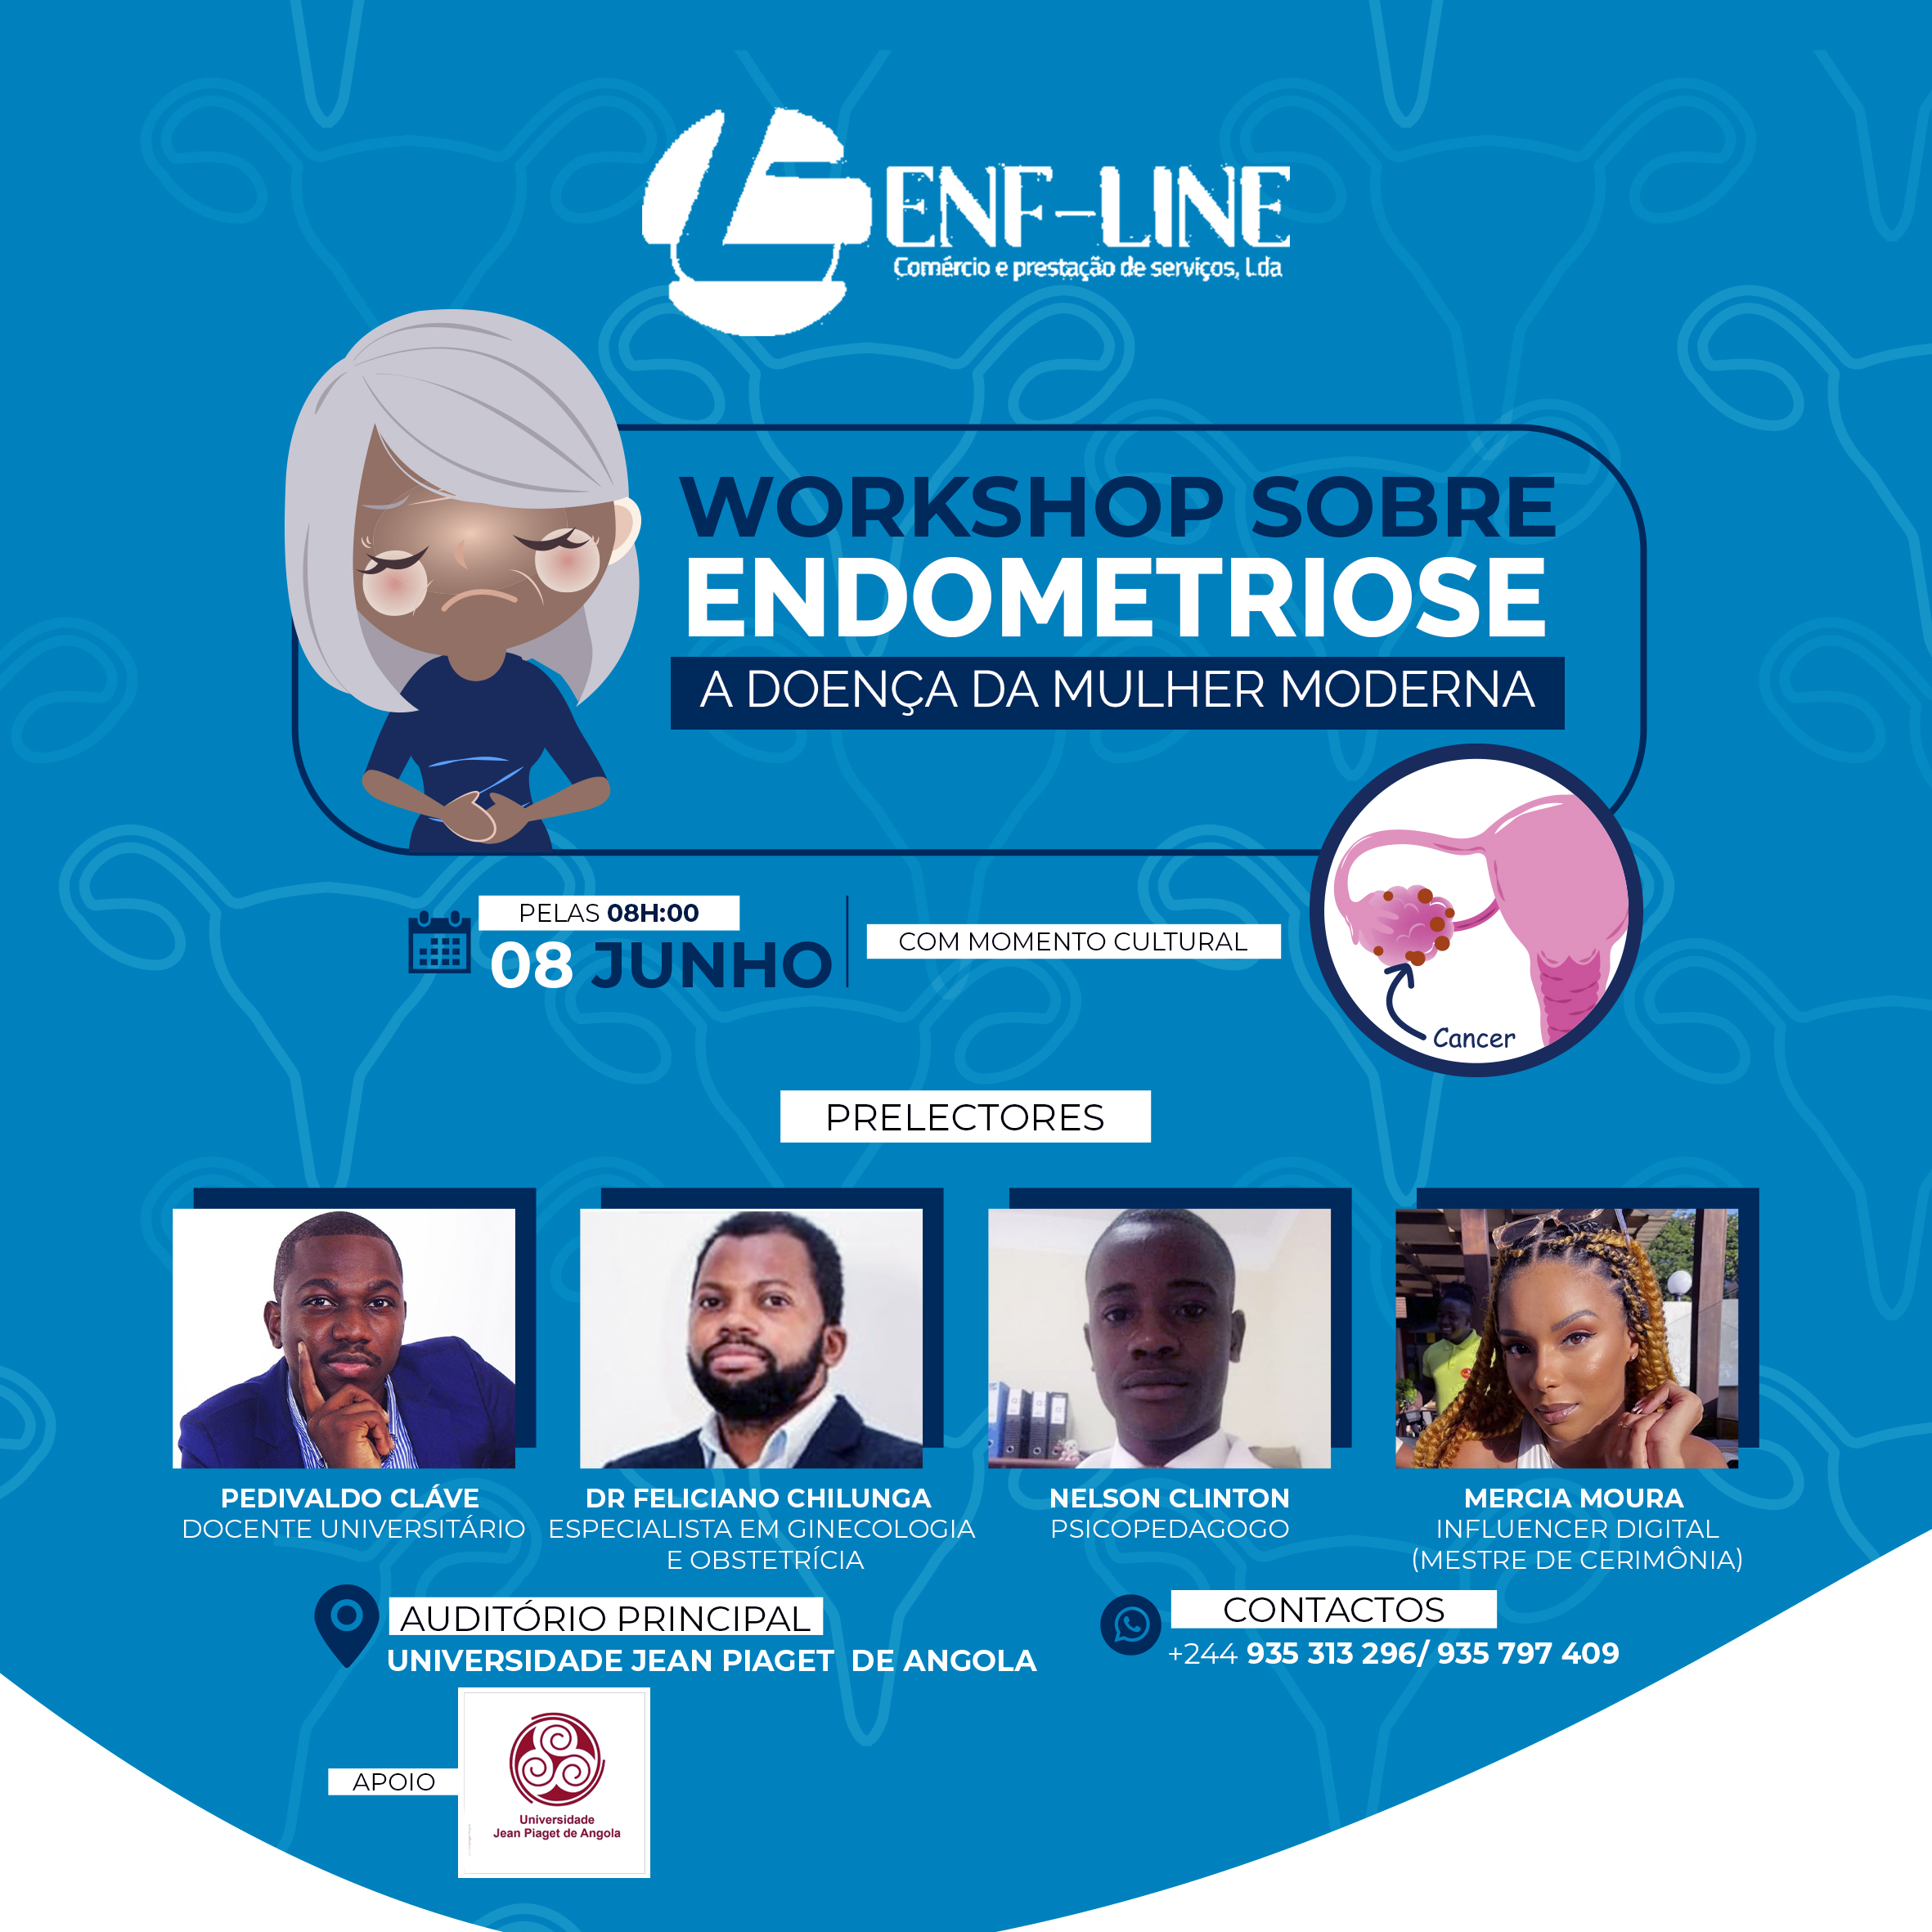 ENF-LINE
Comércio e prestação de serviços, Lda
WORKSHOP SOBRE
ENDOMETRIOSE
A DOENÇA DA MULHER MODERNA
PELAS 08H:00
08 JUNHO
COM MOMENTO CULTURAL
Cancer
PRELECTORES
PEDIVALDO CLÁVE
DOCENTE UNIVERSITÁRIO
DR FELICIANO CHILUNGA
ESPECIALISTA EM GINECOLOGIA
E OBSTETRÍCIA
NELSON CLINTON
PSICOPEDAGOGO
MERCIA MOURA
INFLUENCER DIGITAL
(MESTRE DE CERIMÔNIA)
AUDITÓRIO PRINCIPAL
UNIVERSIDADE JEAN PIAGET DE ANGOLA
CONTACTOS
+244 935 313 296/ 935 797 409
APOIO
Universidade
Jean Piaget de Angola